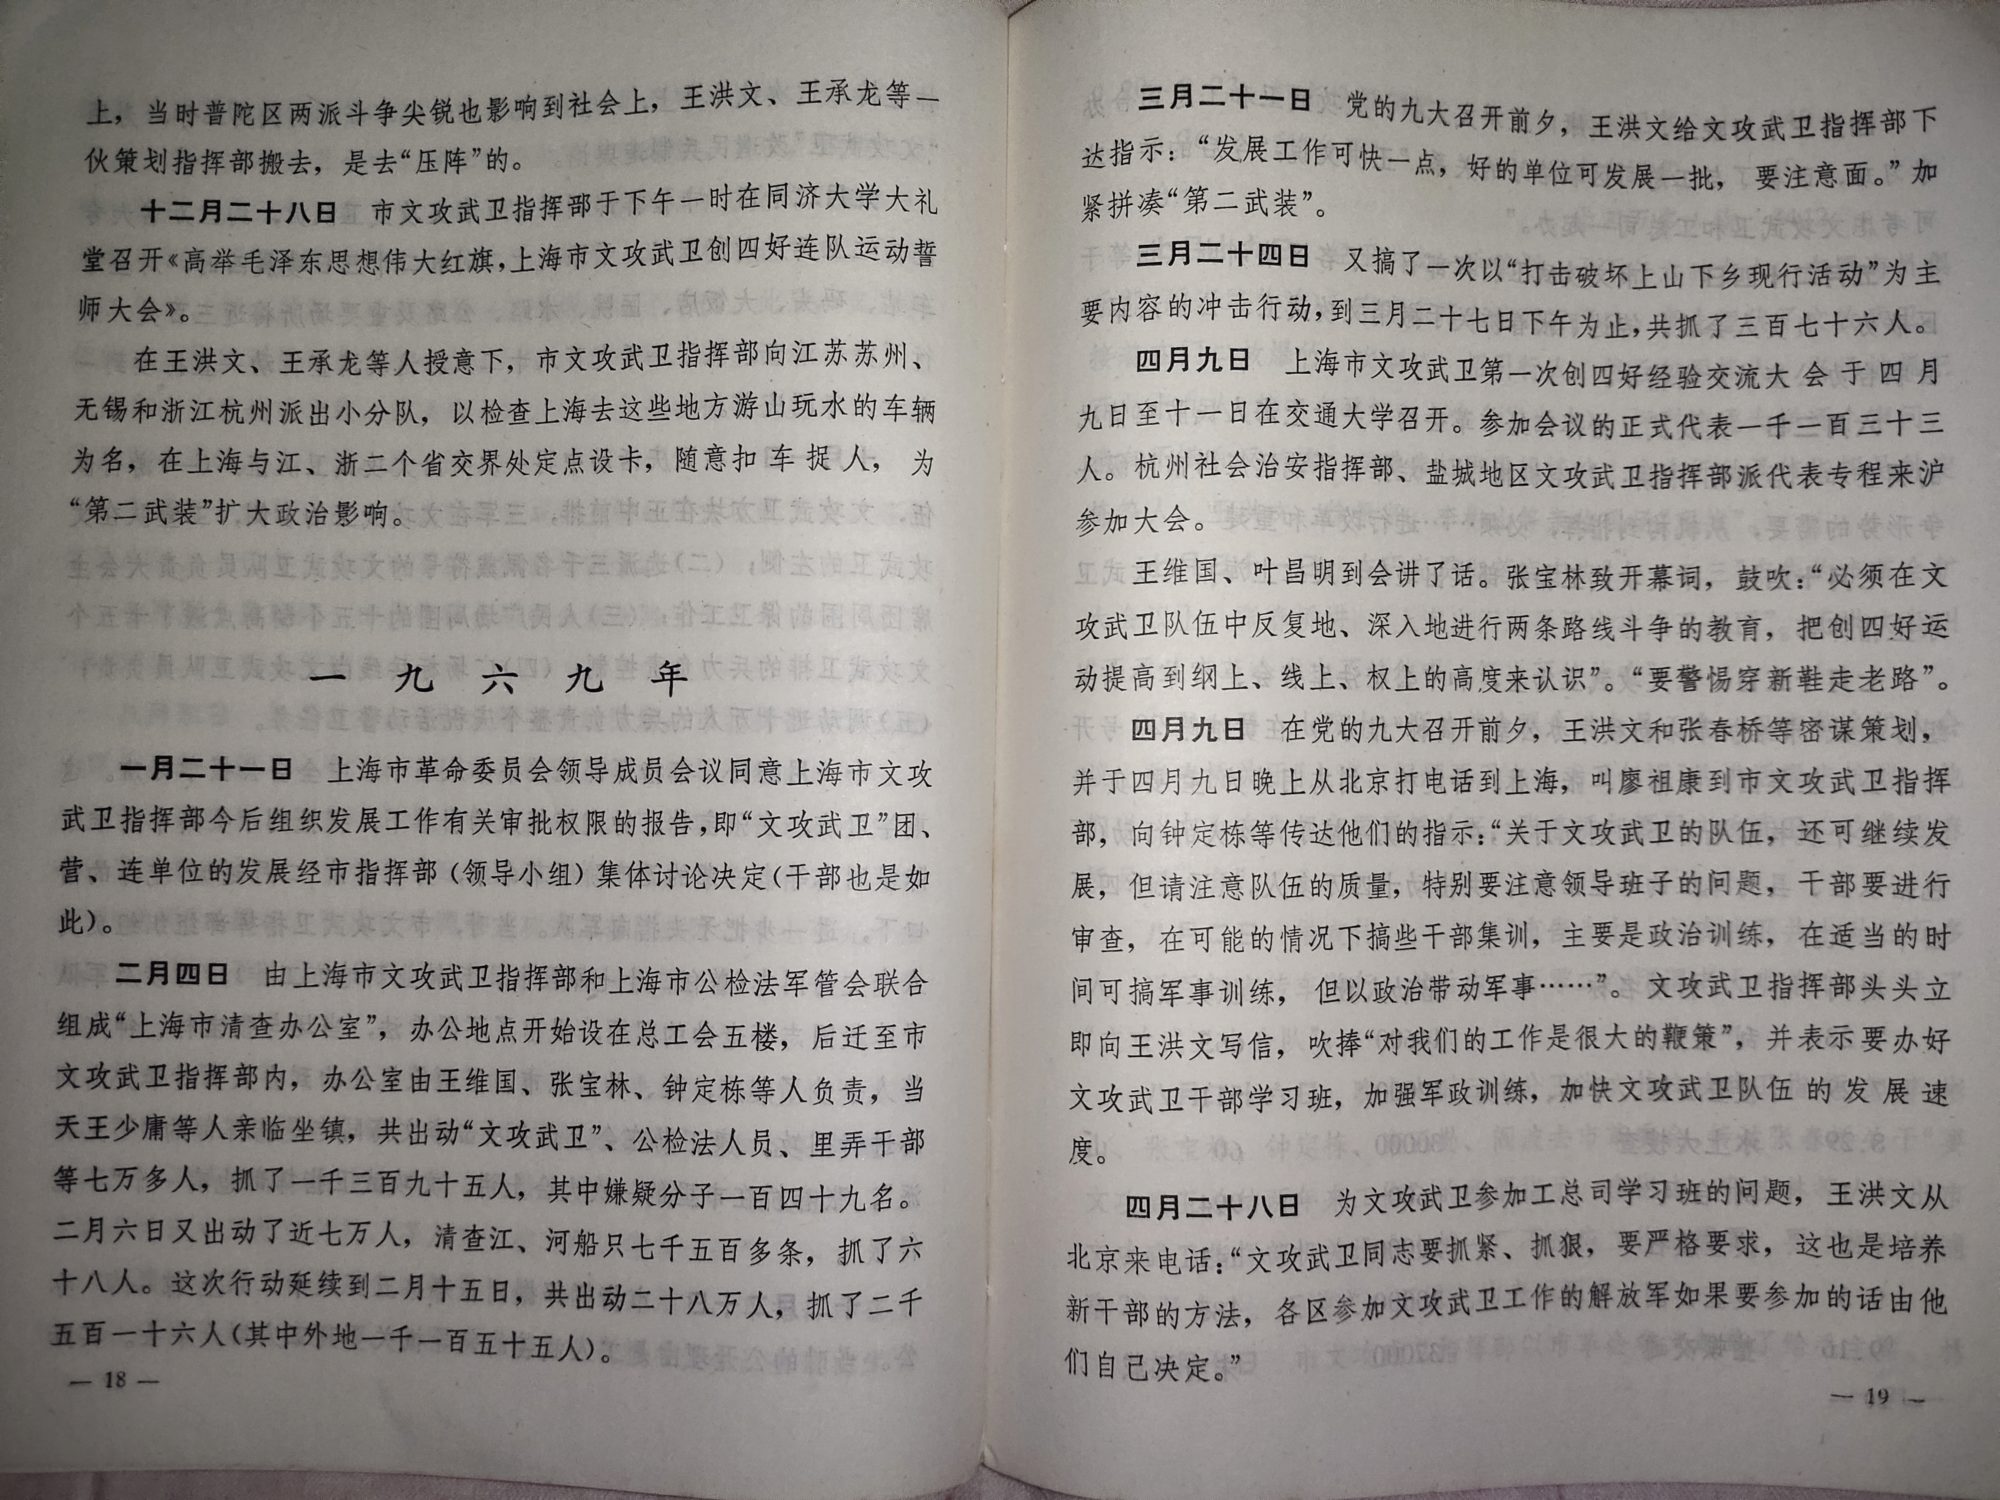 上，当时普陀区两派斗争尖锐也影响到社会上，王洪文、王承龙等一
伙策划指挥部搬去，是去“压阵”的。
十二月二十八日　市文攻武卫指挥部于下午一时在同济大学大礼
堂召开《高举毛泽东思想伟大红旗，上海市文攻武卫创四好连队运动誓
师大会》。
在王洪文、王承龙等人授意下，市文攻武卫指挥部向江苏苏州、
无锡和浙江杭州派出小分队，以检查上海去这些地方游山玩水的车辆
为名，在上海与江、浙二个省交界处定点设卡，随意扣车捉人，为
“第二武装”扩大政治影响。
一九六九年
一月二十一日　上海市革命委员会领导成员会议同意上海市文攻
武卫指挥部今后组织发展工作有关审批权限的报告，即“文攻武卫”团、
营、连单位的发展经市指挥部（领导小组）集体讨论决定（干部也是如
此）。
二月四日　由上海市文攻武卫指挥部和上海市公检法军管会联合
组成“上海市清查办公室”，办公地点开始设在总工会五楼，后迁至市
文攻武卫指挥部内，办公室由王维国、张宝林、钟定栋等人负责，当
天王少庸等人亲临坐镇，共出动“文攻武卫”、公检法人员、里弄干部
等七万多人，抓了一千三百九十五人，其中嫌疑分子一百四十九名。
二月六日又出动了近七万人，清查江、河船只七千五百多条，抓了六
十八人。这次行动延续到二月十五日，共出动二十八万人，抓了二千
五百一十六人（其中外地一千一百五十五人）。
— 18 —
三月二十一日　党的九大召开前夕，王洪文给文攻武卫指挥部下
达指示：“发展工作可快一点，好的单位可发展一批，要注意面。”加
紧拼凑“第二武装”。
三月二十四日　又搞了一次以“打击破坏上山下乡现行活动”为主
要内容的冲击行动，到三月二十七日下午为止，共抓了三百七十六人。
四月九日　上海市文攻武卫第一次创四好经验交流大会于四月
九日至十一日在交通大学召开。参加会议的正式代表一千一百三十三
人。杭州社会治安指挥部、盐城地区文攻武卫指挥部派代表专程来沪
参加大会。
王维国、叶昌明到会讲了话。张宝林致开幕词，鼓吹：“必须在文
攻武卫队伍中反复地、深入地进行两条路线斗争的教育，把创四好运
动提高到纲上、线上、权上的高度来认识”。“要警惕穿新鞋走老路”。
四月九日　在党的九大召开前夕，王洪文和张春桥等密谋策划，
并于四月九日晚上从北京打电话到上海，叫廖祖康到市文攻武卫指挥
部，向钟定栋等传达他们的指示：“关于文攻武卫的队伍，还可继续发
展，但请注意队伍的质量，特别要注意领导班子的问题，干部要进行
审查，在可能的情况下搞些干部集训，主要是政治训练，在适当的时
间可搞军事训练，但以政治带动军事……”。文攻武卫指挥部头头立
即向王洪文写信，吹捧“对我们的工作是很大的鞭策”，并表示要办好
文攻武卫干部学习班，加强军政训练，加快文攻武卫队伍的发展速
度。
四月二十八日　为文攻武卫参加工总司学习班的问题，王洪文从
北京来电话：“文攻武卫同志要抓紧、抓狠，要严格要求，这也是培养
新干部的方法，各区参加文攻武卫工作的解放军如果要参加的话由他
们自己决定。”
— 19 —